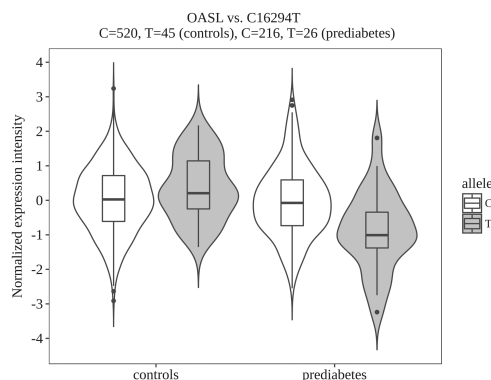 OASL vs. C16294T
C=520, T=45 (controls), C=216, T=26 (prediabetes)
Normalized expression intensity
4
3
2
1
0
-1
-2
-3
-4
controls
prediabetes
allele
C
T